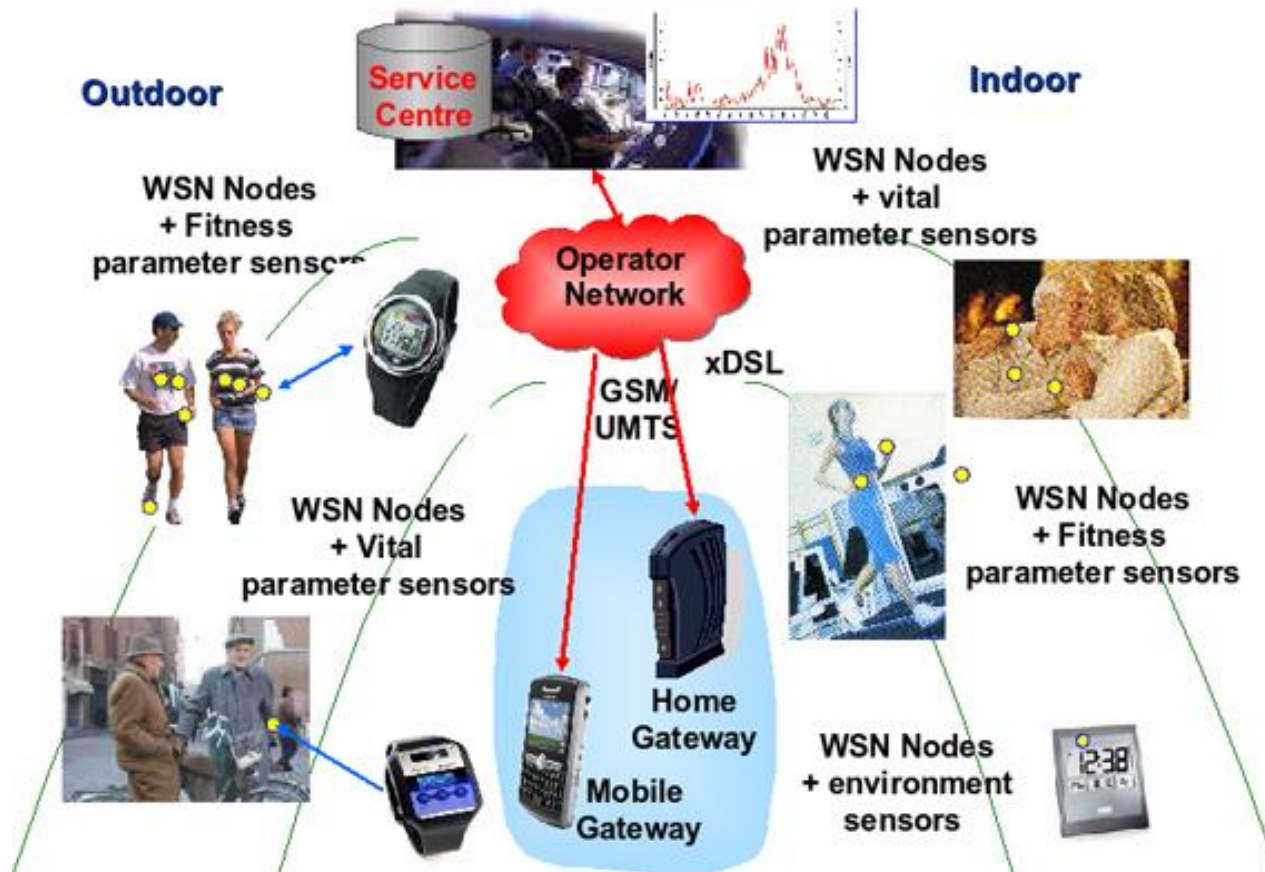 Outdoor
Service
Centre
Indoor
WSN Nodes
+ Fitness
parameter sensors
WSN Nodes
+ vital
parameter sensors
Operator
Network
xDSL
GSM/
UMTS
WSN Nodes
+ Vital
parameter sensors
WSN Nodes
+ Fitness
parameter sensors
Home
Gateway
Mobile
Gateway
WSN Nodes
+ environment
sensors
12:38